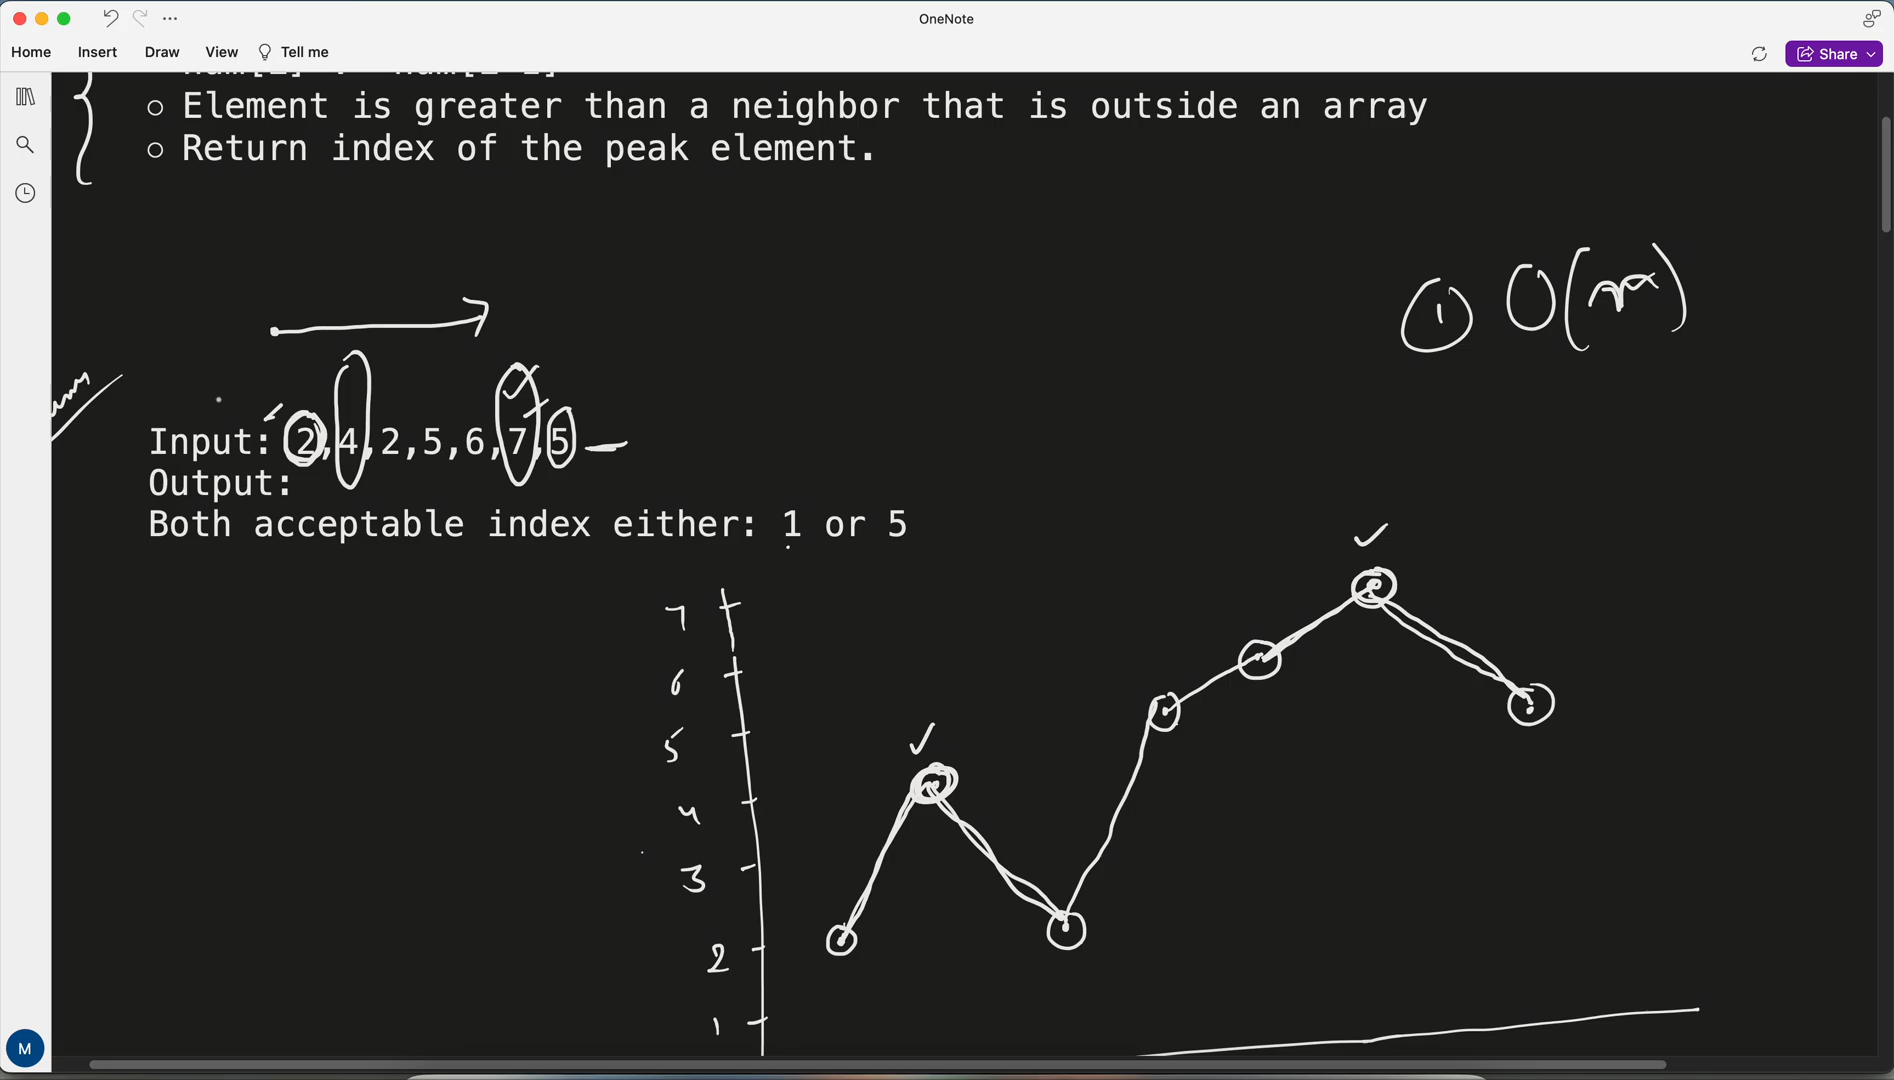 OneNote
Home Insert Draw View Tell me
Share
○ Element is greater than a neighbor that is outside an array
○ Return index of the peak element.
1 O(n)
Input: 2,4,2,5,6,7,5
Output:
Both acceptable index either: 1 or 5
7
6
5
4
3
2
1
M